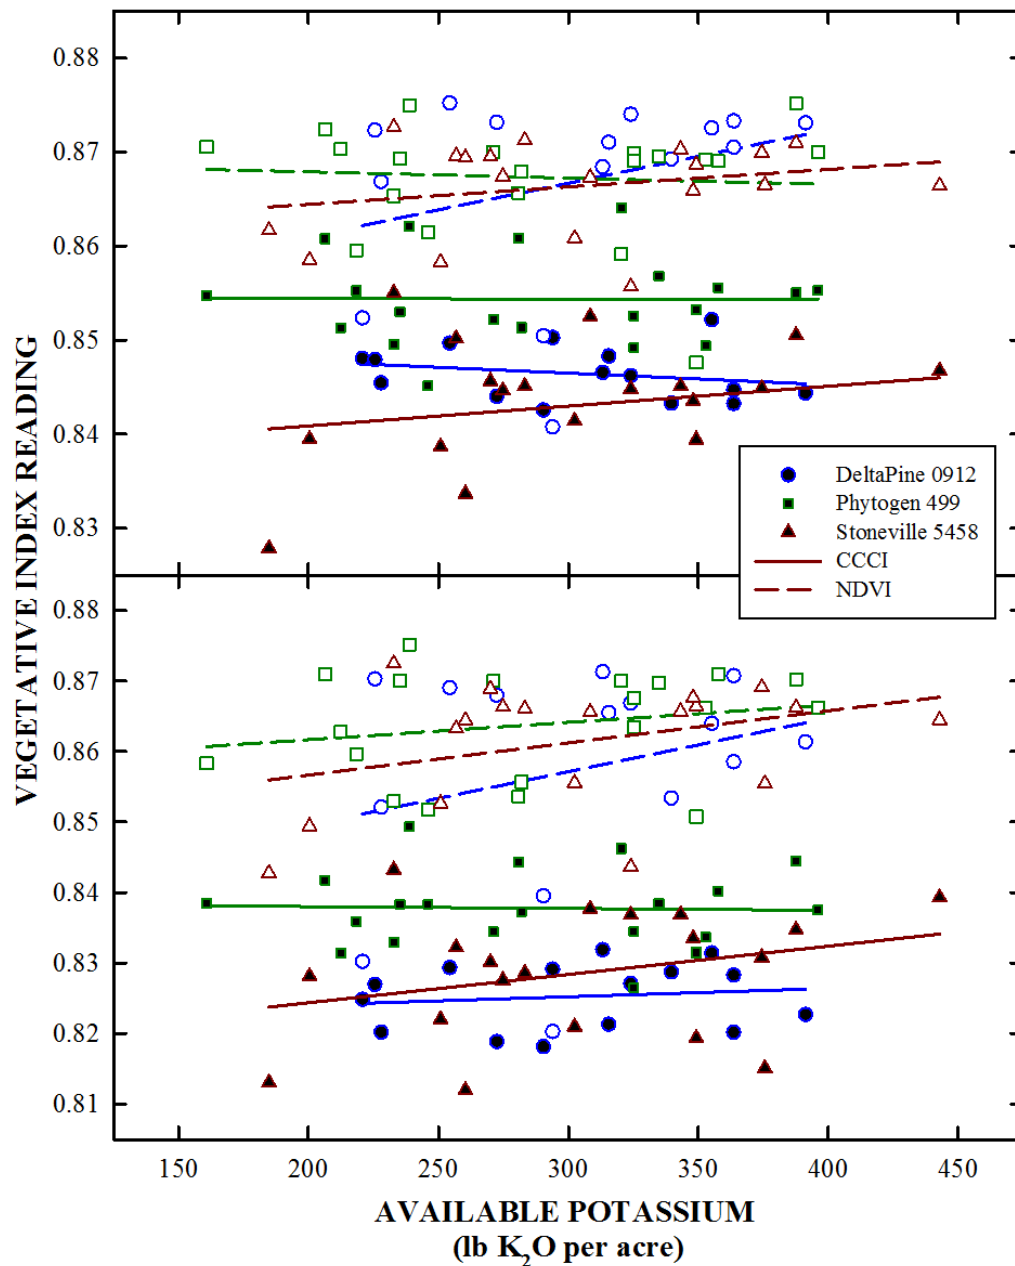 VEGETATIVE INDEX READING
0.88
0.87
0.86
0.85
0.84
0.83
DeltaPine 0912
Phytogen 499
Stoneville 5458
CCCI
NDVI
0.88
0.87
0.86
0.85
0.84
0.83
0.82
0.81
150 200 250 300 350 400 450
AVAILABLE POTASSIUM
(lb K₂O per acre)